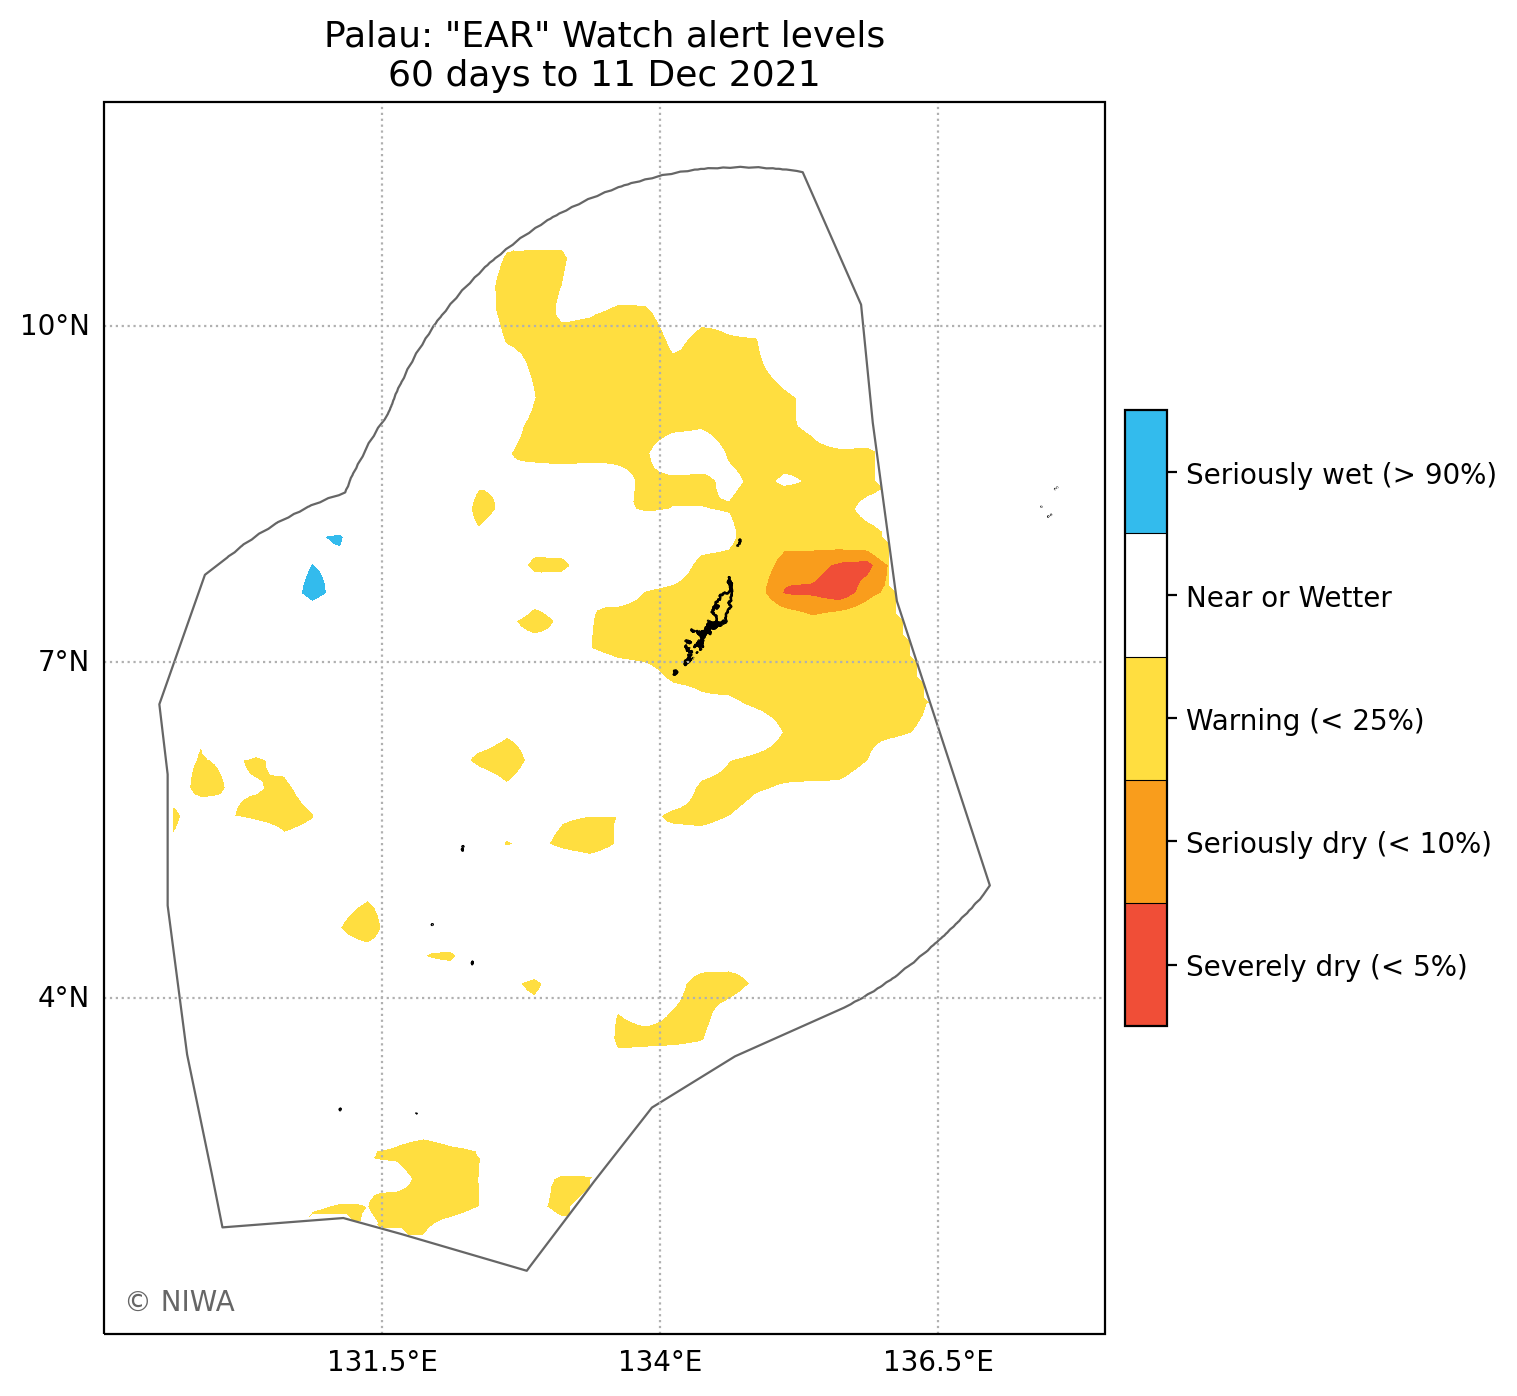 Palau: "EAR" Watch alert levels
60 days to 11 Dec 2021
10°N
7°N
4°N
131.5°E
134°E
136.5°E
Seriously wet (> 90%)
Near or Wetter
Warning (< 25%)
Seriously dry (< 10%)
Severely dry (< 5%)
© NIWA